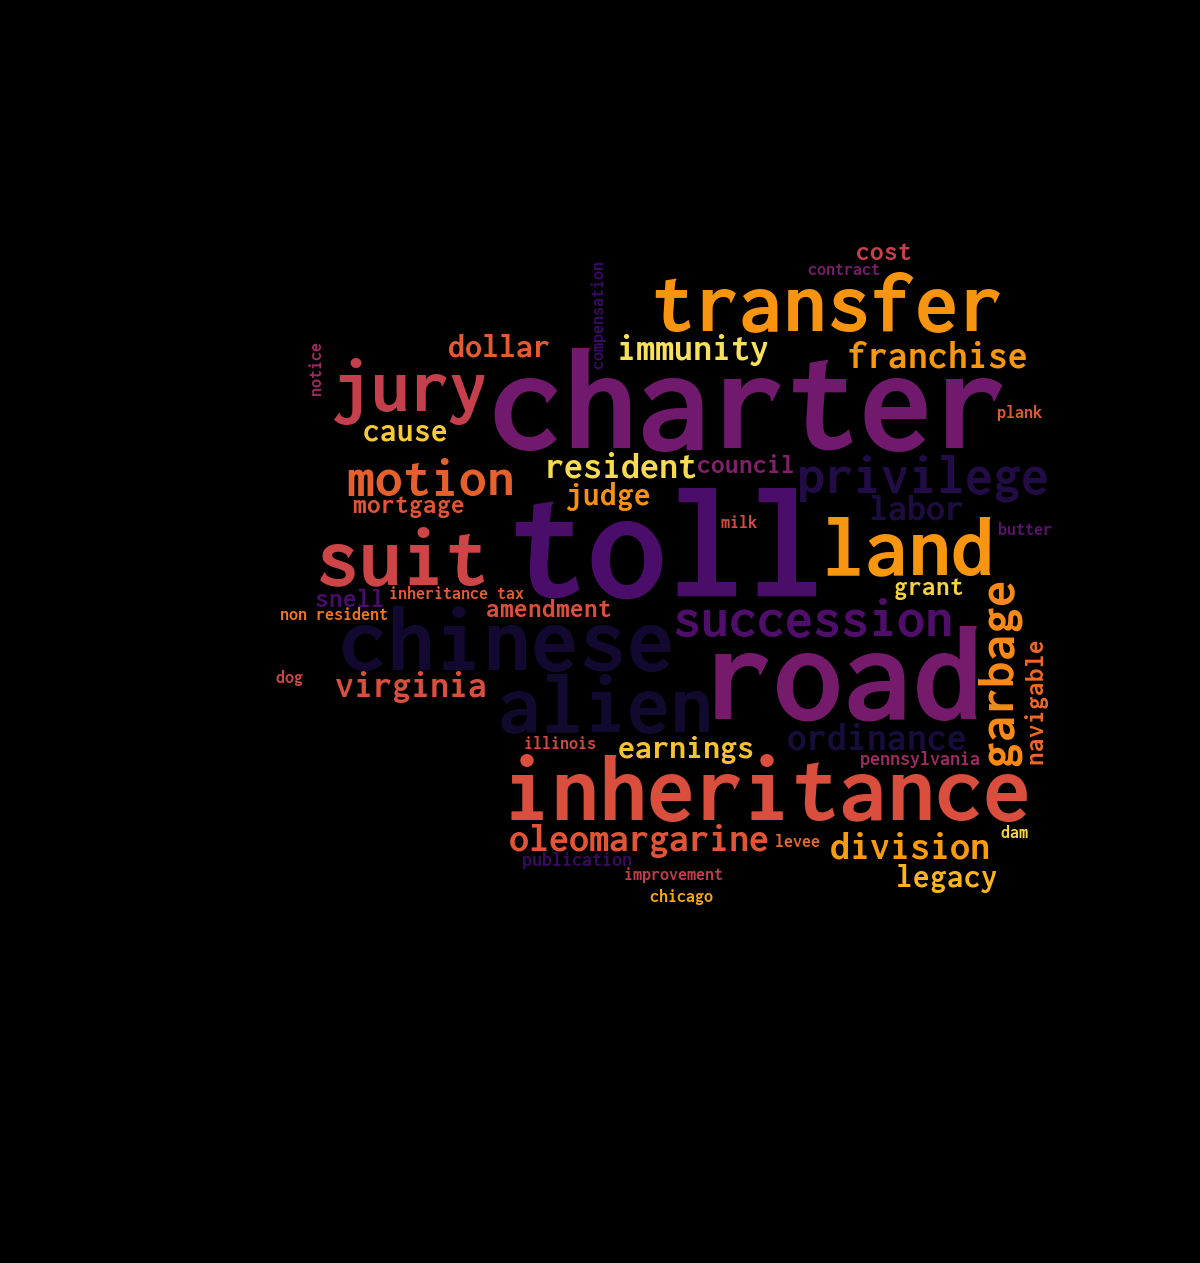 cost
contract
transfer
compensation
dollar
immunity
franchise
notice
jury
charter
plank
cause
resident
council
privilege
motion
judge
mortgage
labor
toll
milk
land
butter
suit
grant
snell
inheritance tax
non resident
amendment
succession
chinese
garbage
road
navigable
dog
virginia
alien
ordinance
illinois
earnings
pennsylvania
inheritance
oleomargarine
levee
division
dam
publication
improvement
legacy
chicago